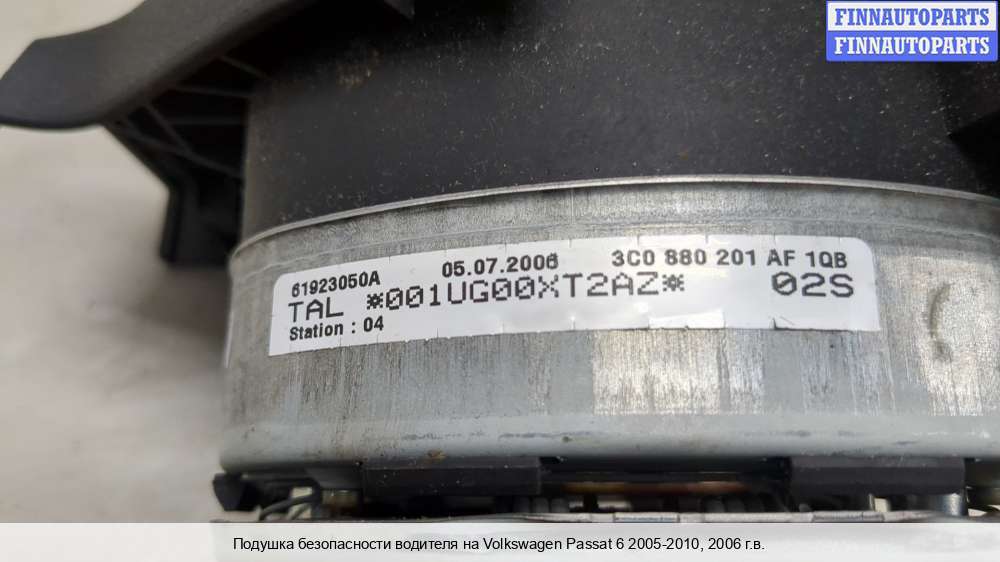 FINNAUTOPARTS
FINNAUTOPARTS
61923050A 05.07.2006 3C0 880 201 AF 1QB
TAL *001UG00XT2AZ* 02S
Station : 04
Подушка безопасности водителя на Volkswagen Passat 6 2005-2010, 2006 г.в.